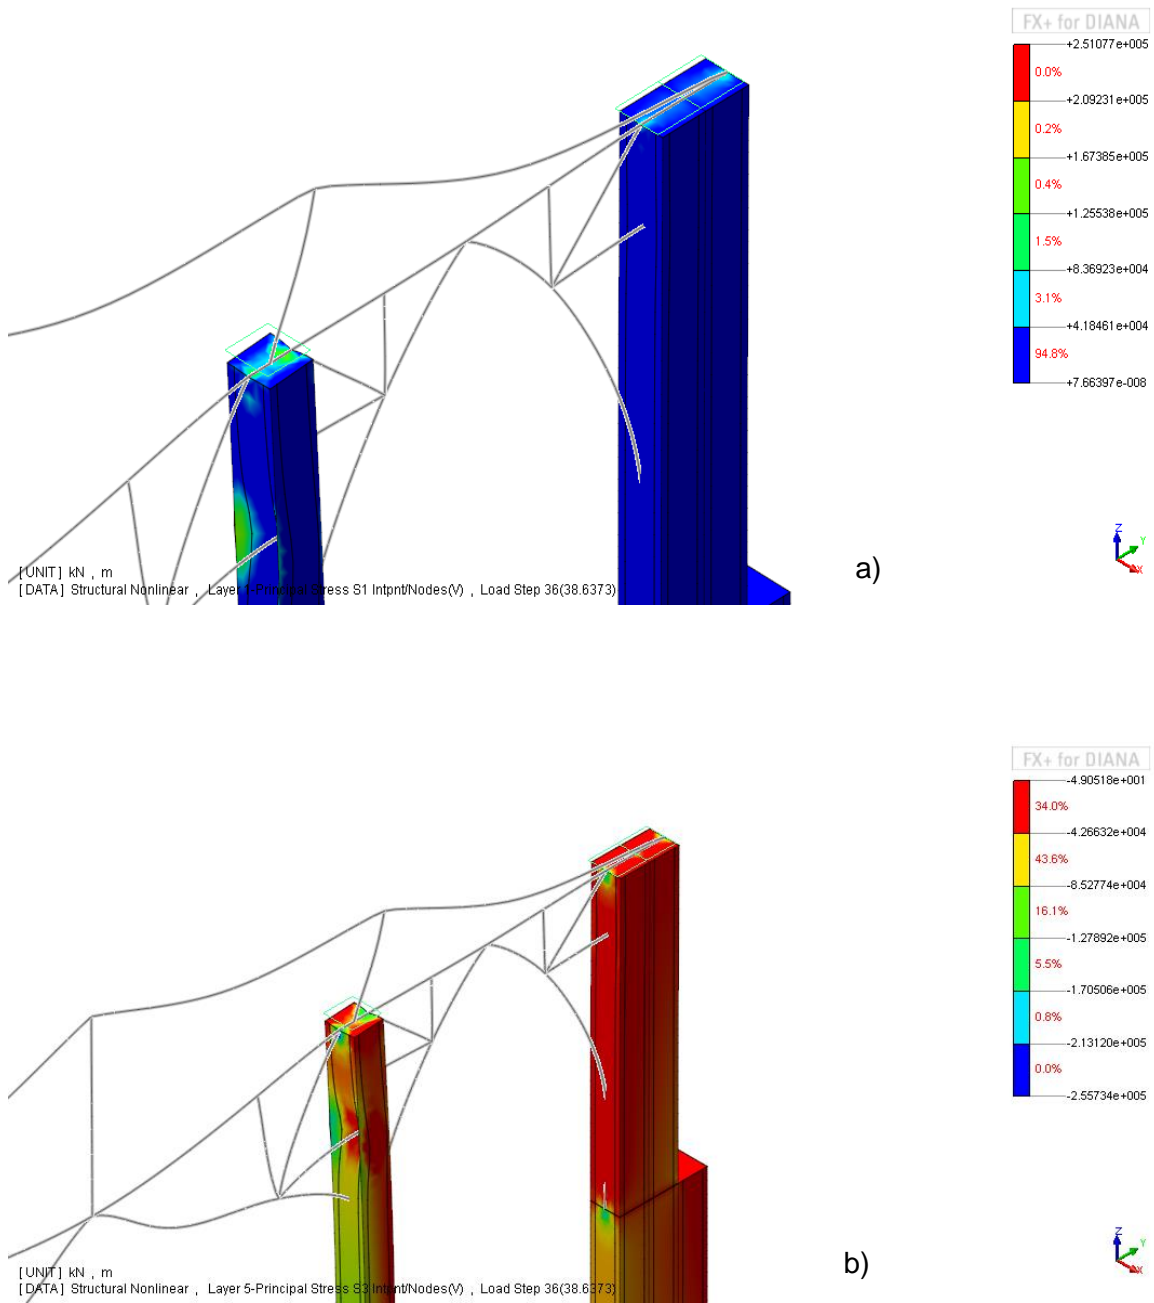 FX+ for DIANA
+2.51077e+005
0.0%
+2.09231e+005
0.2%
+1.67385e+005
0.4%
+1.25538e+005
1.5%
+8.36923e+004
3.1%
+4.18461e+004
94.8%
+7.66397e-008
Z
Y
X
a)
[UNIT] kN , m
[DATA] Structural Nonlinear , Layer 1-Principal Stress S1 Intpnt/Nodes(V) , Load Step 36(38.6373)
FX+ for DIANA
-4.90518e+001
34.0%
-4.26632e+004
43.6%
-8.52774e+004
16.1%
-1.27892e+005
5.5%
-1.70506e+005
0.8%
-2.13120e+005
0.0%
-2.55734e+005
Z
Y
X
b)
[UNIT] kN , m
[DATA] Structural Nonlinear , Layer 5-Principal Stress S3 Intpnt/Nodes(V) , Load Step 36(38.6373)